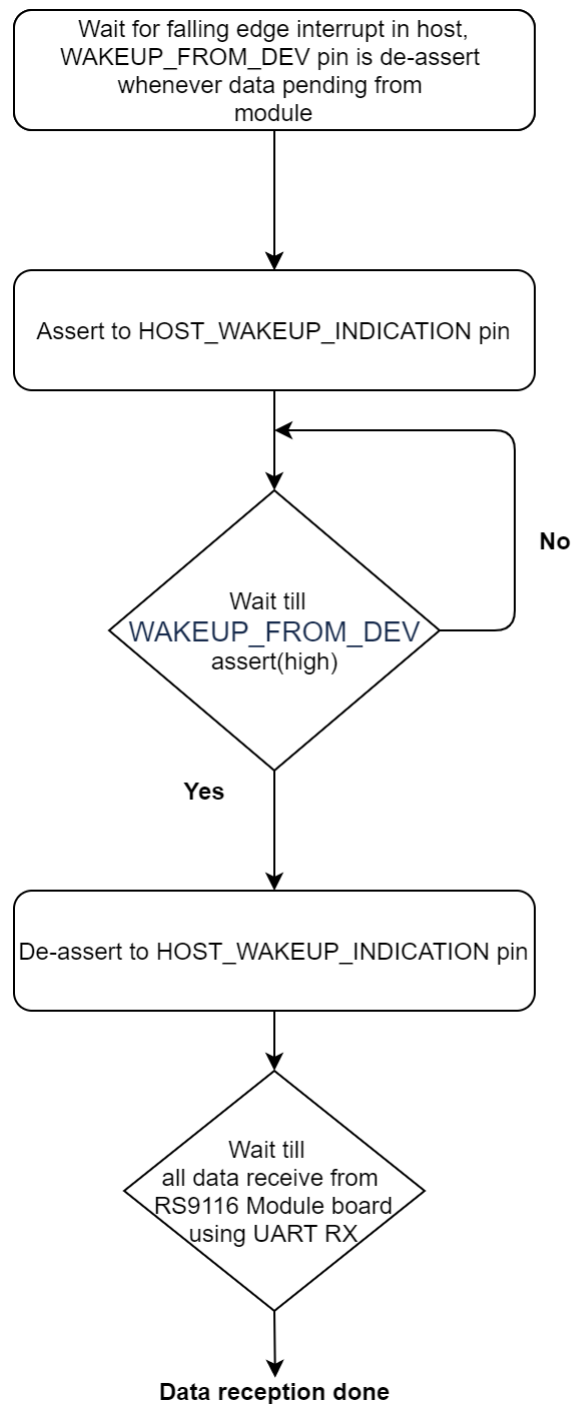 Wait for falling edge interrupt in host,
WAKEUP_FROM_DEV pin is de-assert
whenever data pending from
module
Assert to HOST_WAKEUP_INDICATION pin
No
Wait till
WAKEUP_FROM_DEV
assert(high)
Yes
De-assert to HOST_WAKEUP_INDICATION pin
Wait till
all data receive from
RS9116 Module board
using UART RX
Data reception done